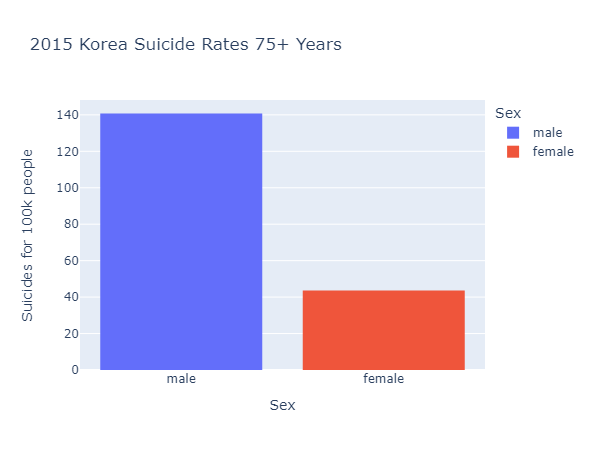 2015 Korea Suicide Rates 75+ Years
Suicides for 100k people
140
120
100
80
60
40
20
0
male
female
Sex
Sex
male
female